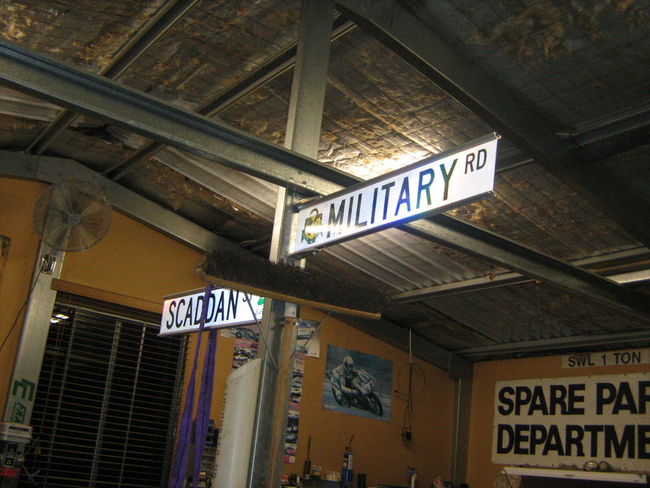 MILITARY RD
SCADDAN
SWL 1 TON
SPARE PAR
DEPARTME